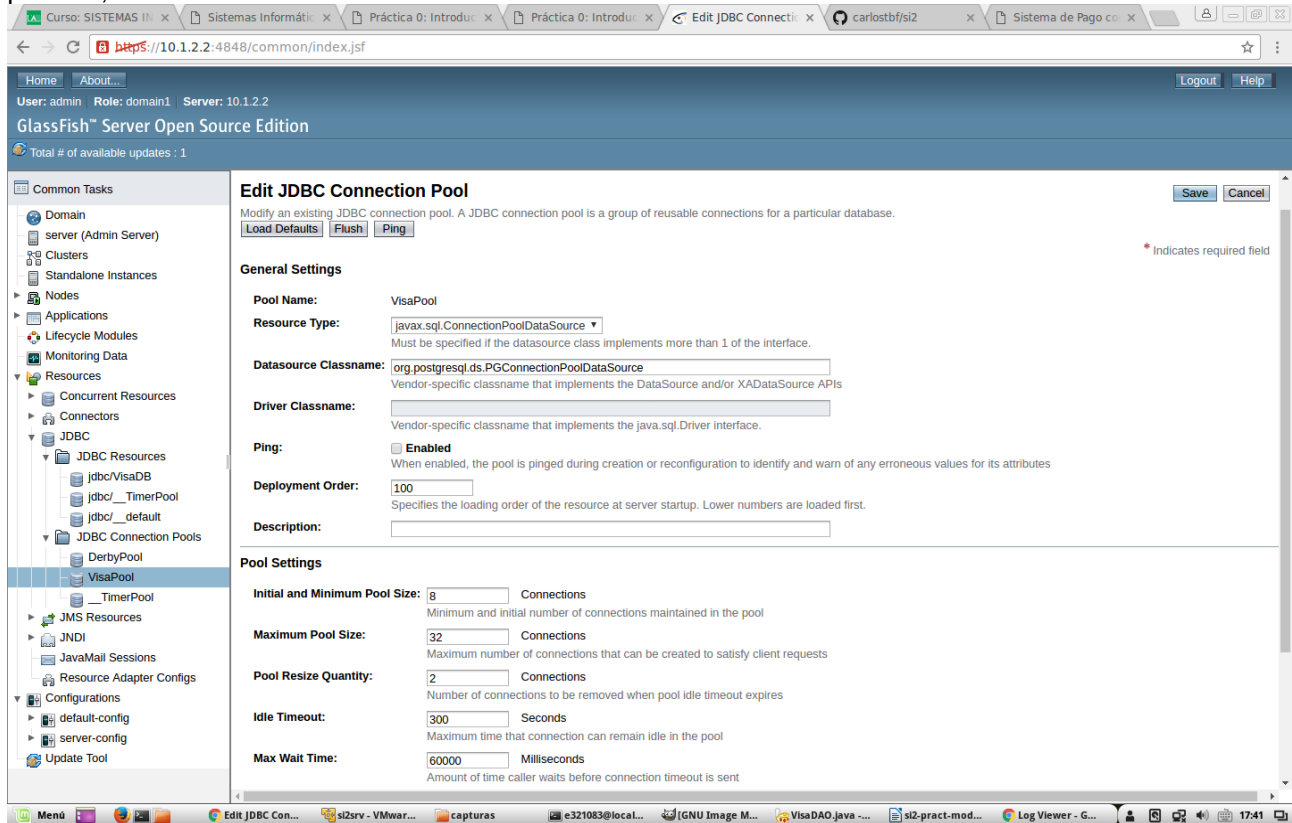 Curso: SISTEMAS IN
Sistemas Informátic
Práctica 0: Introduc
Práctica 0: Introduc
Edit JDBC Connectio
carlostbf/si2
Sistema de Pago co
https://10.1.2.2:4848/common/index.jsf
Home About...
Logout Help
User: admin Role: domain1 Server: 10.1.2.2
GlassFish™ Server Open Source Edition
Total # of available updates : 1
Common Tasks
Domain
server (Admin Server)
Clusters
Standalone Instances
Nodes
Applications
Lifecycle Modules
Monitoring Data
Resources
Concurrent Resources
Connectors
JDBC
JDBC Resources
jdbc/VisaDB
jdbc/__TimerPool
jdbc/__default
JDBC Connection Pools
DerbyPool
VisaPool
__TimerPool
JMS Resources
JNDI
JavaMail Sessions
Resource Adapter Configs
Configurations
default-config
server-config
Update Tool
Edit JDBC Connection Pool
Save Cancel
Modify an existing JDBC connection pool. A JDBC connection pool is a group of reusable connections for a particular database.
Load Defaults Flush Ping
* Indicates required field
General Settings
Pool Name: VisaPool
Resource Type: javax.sql.ConnectionPoolDataSource
Must be specified if the datasource class implements more than 1 of the interface.
Datasource Classname: org.postgresql.ds.PGConnectionPoolDataSource
Vendor-specific classname that implements the DataSource and/or XADataSource APIs
Driver Classname:
Vendor-specific classname that implements the java.sql.Driver interface.
Ping: Enabled
When enabled, the pool is pinged during creation or reconfiguration to identify and warn of any erroneous values for its attributes
Deployment Order: 100
Specifies the loading order of the resource at server startup. Lower numbers are loaded first.
Description:
Pool Settings
Initial and Minimum Pool Size: 8 Connections
Minimum and initial number of connections maintained in the pool
Maximum Pool Size: 32 Connections
Maximum number of connections that can be created to satisfy client requests
Pool Resize Quantity: 2 Connections
Number of connections to be removed when pool idle timeout expires
Idle Timeout: 300 Seconds
Maximum time that connection can remain idle in the pool
Max Wait Time: 60000 Milliseconds
Amount of time caller waits before connection timeout is sent
Menú Edit JDBC Con... si2srv - VMwar... capturas e321083@local... [GNU Image M... VisaDAO.java -... si2-pract-mod... Log Viewer - G... 17:41